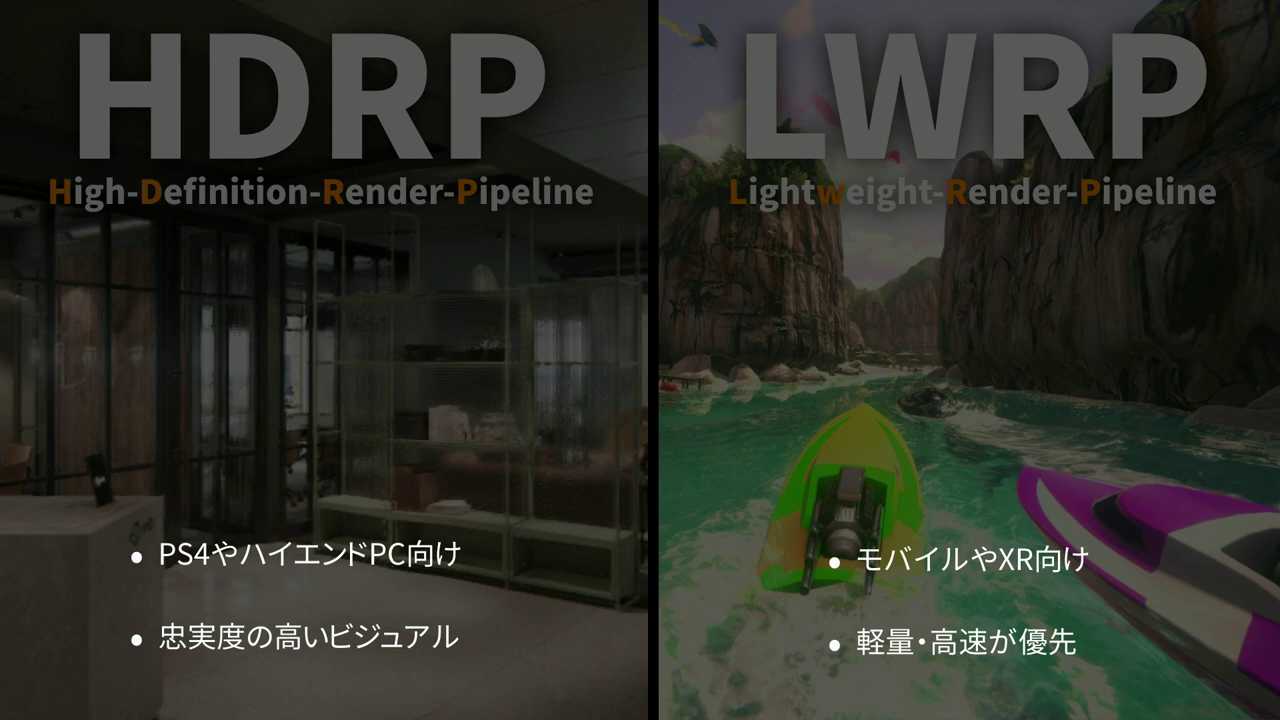 HDRP
High-Definition-Render-Pipeline
• PS4やハイエンドPC向け
• 忠実度の高いビジュアル
LWRP
Lightweight-Render-Pipeline
• モバイルやXR向け
• 軽量・高速が優先